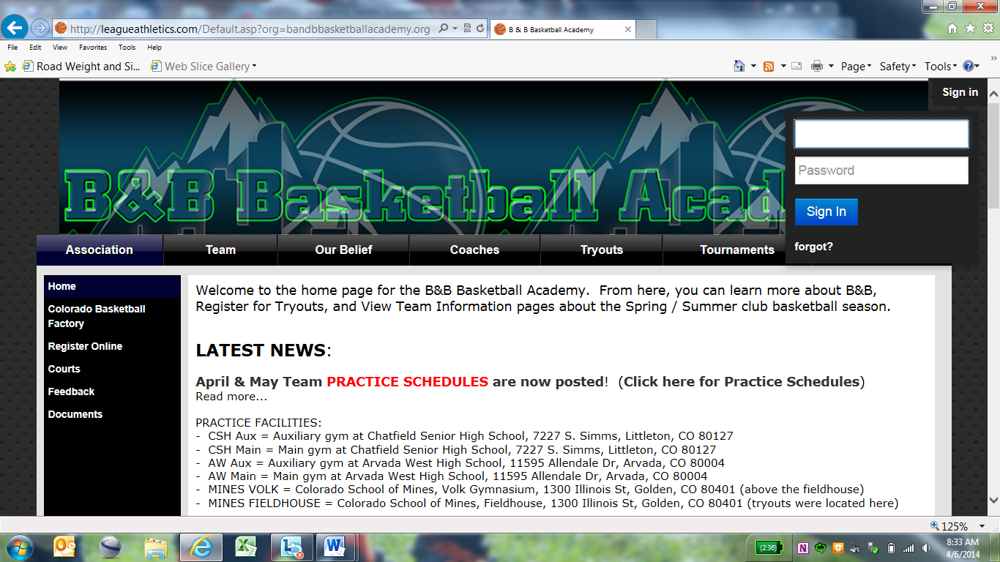 http://leagueathletics.com/Default.asp?org=bandbbasketballacademy.org
B & B Basketball Academy
File Edit View Favorites Tools Help
Road Weight and Si...
Web Slice Gallery
Page
Safety
Tools
Sign in
Password
Sign In
forgot?
B&B Basketball Acad
Association
Team
Our Belief
Coaches
Tryouts
Tournaments
Home
Colorado Basketball
Factory
Register Online
Courts
Feedback
Documents
Welcome to the home page for the B&B Basketball Academy.  From here, you can learn more about B&B,
Register for Tryouts, and View Team Information pages about the Spring / Summer club basketball season.
LATEST NEWS:
April & May Team PRACTICE SCHEDULES are now posted!  (Click here for Practice Schedules)
Read more...
PRACTICE FACILITIES:
-  CSH Aux = Auxiliary gym at Chatfield Senior High School, 7227 S. Simms, Littleton, CO 80127
-  CSH Main = Main gym at Chatfield Senior High School, 7227 S. Simms, Littleton, CO 80127
-  AW Aux = Auxiliary gym at Arvada West High School, 11595 Allendale Dr, Arvada, CO 80004
-  AW Main = Main gym at Arvada West High School, 11595 Allendale Dr, Arvada, CO 80004
-  MINES VOLK = Colorado School of Mines, Volk Gymnasium, 1300 Illinois St, Golden, CO 80401 (above the fieldhouse)
-  MINES FIELDHOUSE = Colorado School of Mines, Fieldhouse, 1300 Illinois St, Golden, CO 80401 (tryouts were located here)
125%
(2:36)
8:33 AM
4/6/2014